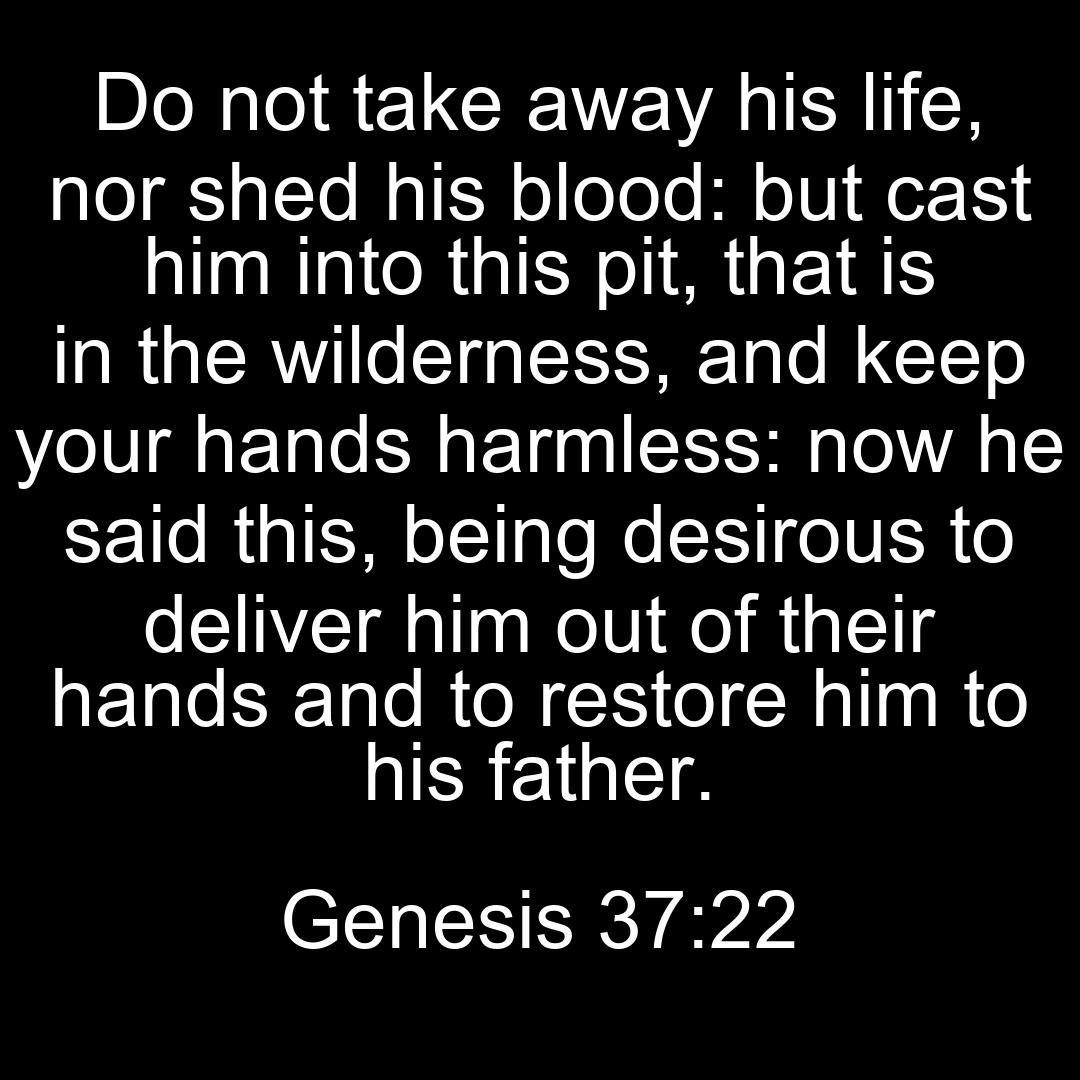 Do not take away his life,
nor shed his blood: but cast
him into this pit, that is
in the wilderness, and keep
your hands harmless: now he
said this, being desirous to
deliver him out of their
hands and to restore him to
his father.
Genesis 37:22